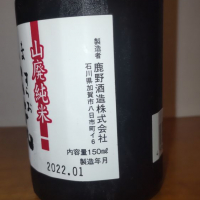 山廃純米
製造者
鹿野酒造株式会社
石川県加賀市八日市町イ6
内容量150ml
製造年月
2022.01